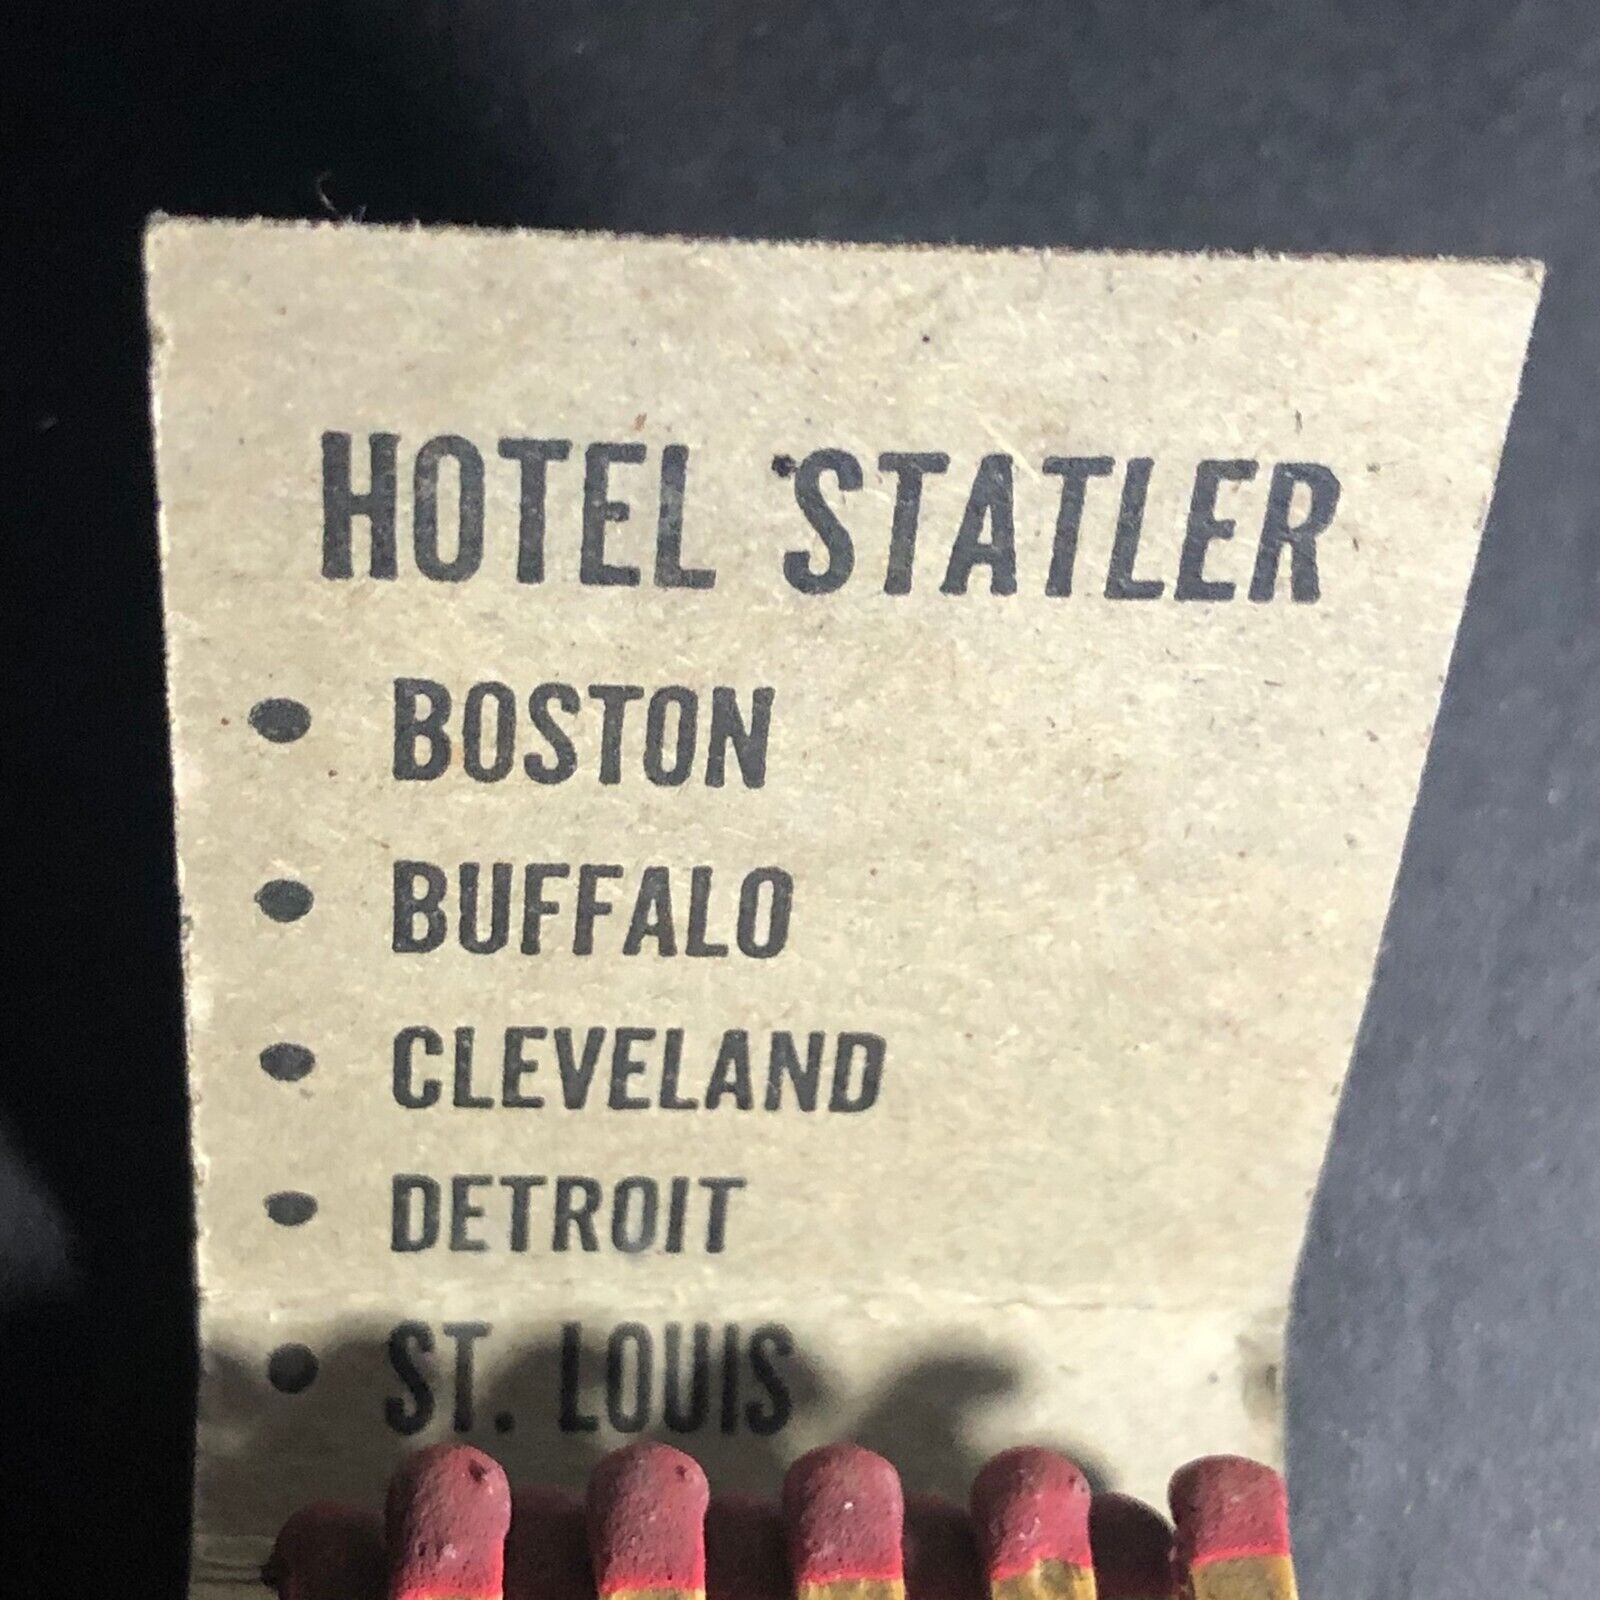 HOTEL STATLER
• BOSTON
• BUFFALO
• CLEVELAND
• DETROIT
• ST. LOUIS